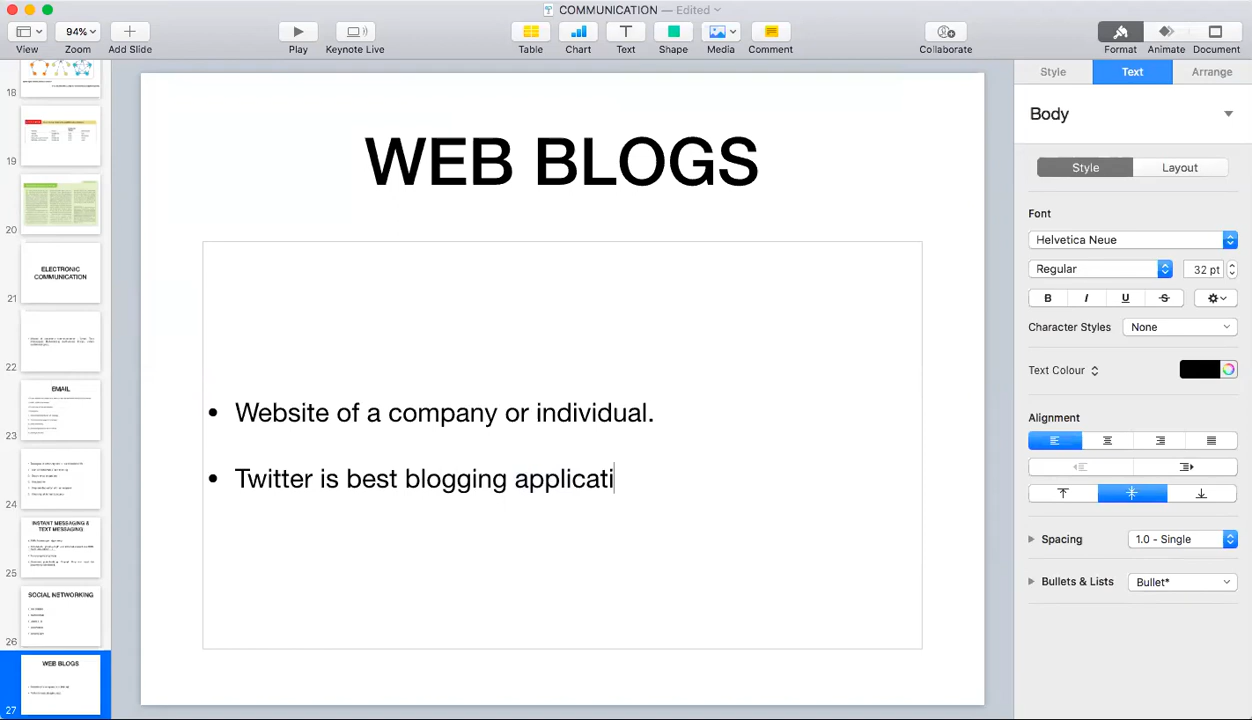 COMMUNICATION — Edited
View
94%
Zoom
Add Slide
Play
Keynote Live
Table
Chart
Text
Shape
Media
Comment
Collaborate
Format
Animate
Document
18
19
20
ELECTRONIC
COMMUNICATION
21
22
EMAIL
23
24
INSTANT MESSAGING &
TEXT MESSAGING
25
SOCIAL NETWORKING
26
WEB BLOGS
27
WEB BLOGS
• Website of a company or individual.
• Twitter is best blogging applicati
Style
Text
Arrange
Body
Style
Layout
Font
Helvetica Neue
Regular
32 pt
B
I
U
S
Character Styles
None
Text Colour
Alignment
Spacing
1.0 - Single
Bullets & Lists
Bullet*